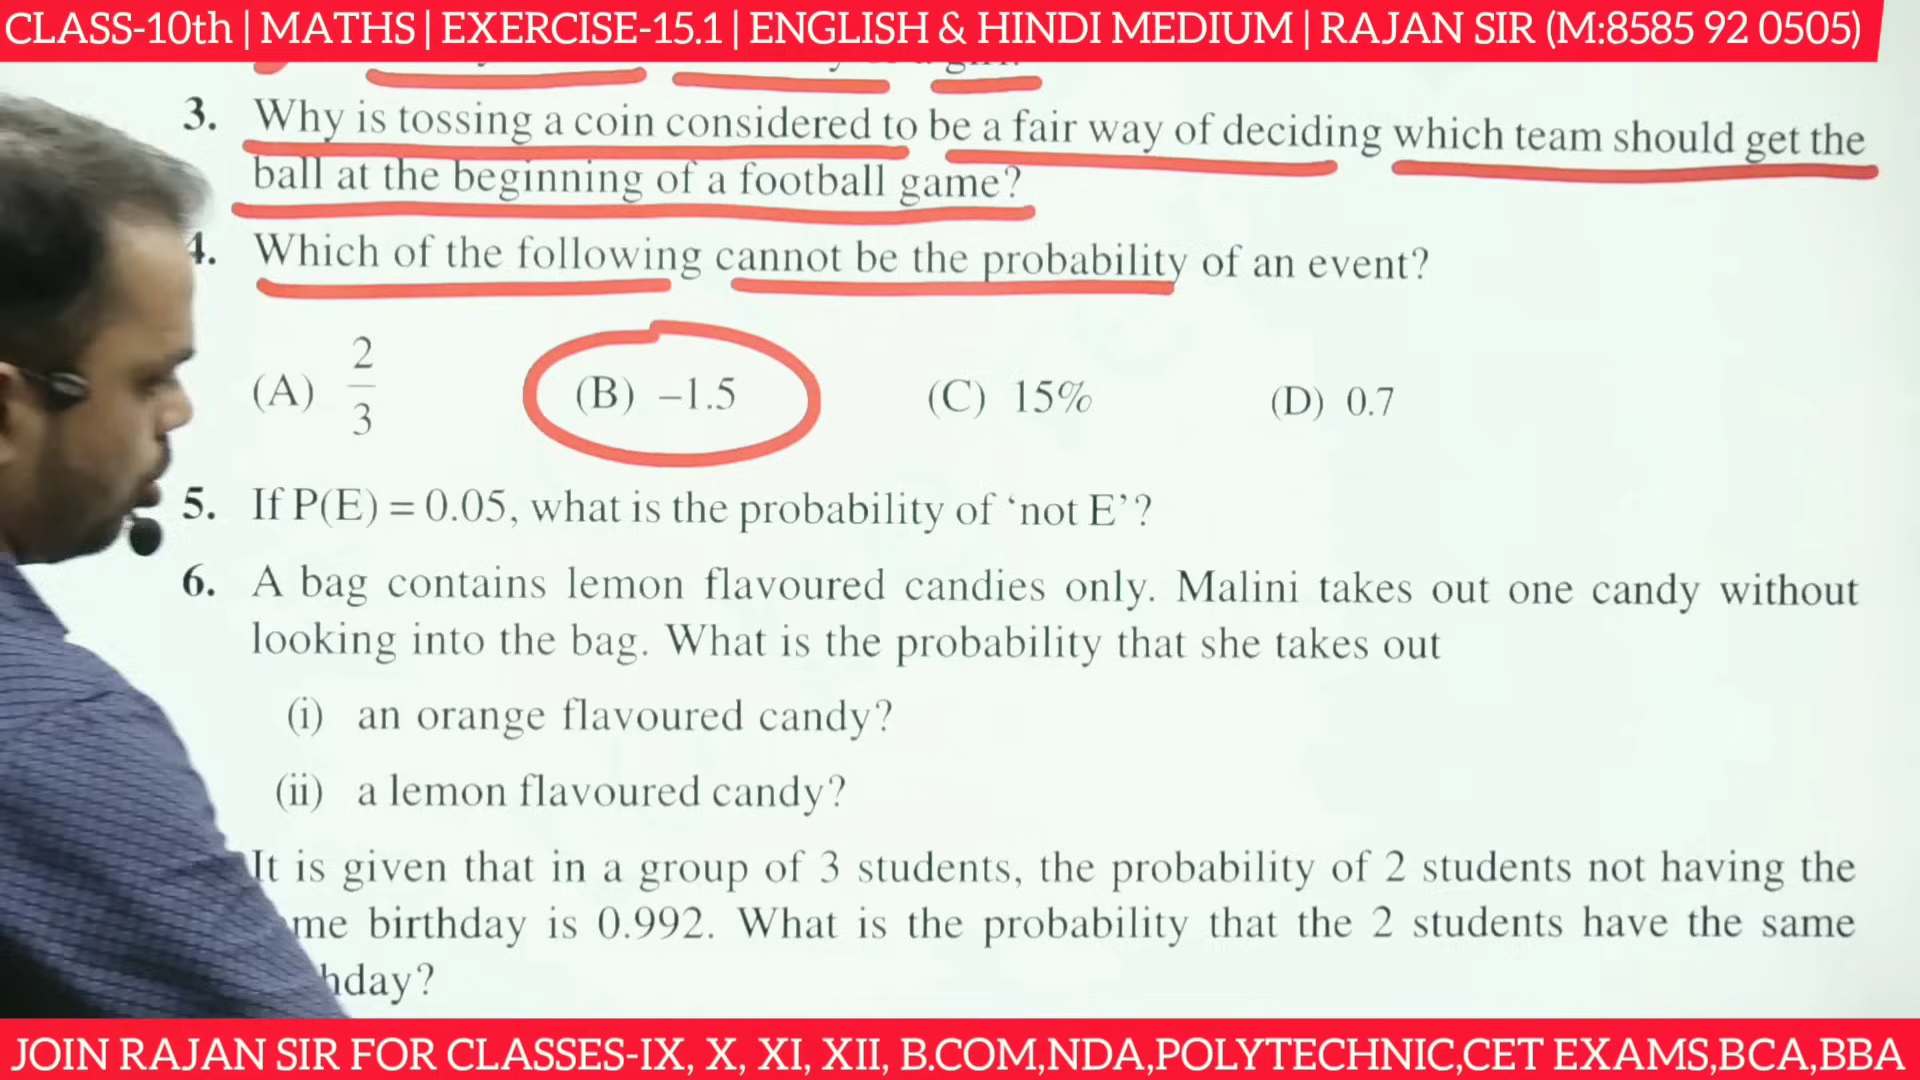 CLASS-10th | MATHS | EXERCISE-15.1 | ENGLISH & HINDI MEDIUM | RAJAN SIR (M:8585 92 0505)
3. Why is tossing a coin considered to be a fair way of deciding which team should get the
ball at the beginning of a football game?
4. Which of the following cannot be the probability of an event?
(A) 2/3 (B) –1.5 (C) 15% (D) 0.7
5. If P(E) = 0.05, what is the probability of ‘not E’?
6. A bag contains lemon flavoured candies only. Malini takes out one candy without
looking into the bag. What is the probability that she takes out
(i) an orange flavoured candy?
(ii) a lemon flavoured candy?
It is given that in a group of 3 students, the probability of 2 students not having the
me birthday is 0.992. What is the probability that the 2 students have the same
hday?
JOIN RAJAN SIR FOR CLASSES-IX, X, XI, XII, B.COM,NDA,POLYTECHNIC,CET EXAMS,BCA,BBA